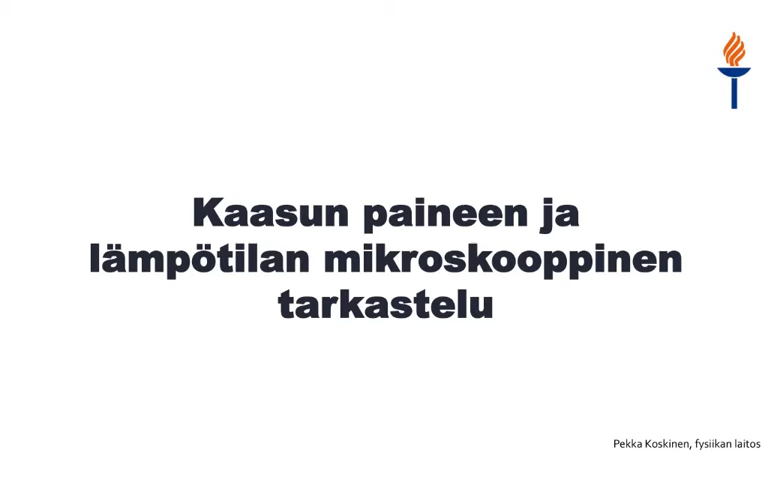 Kaasun paineen ja
lämpötilan mikroskooppinen
tarkastelu
Pekka Koskinen, fysiikan laitos